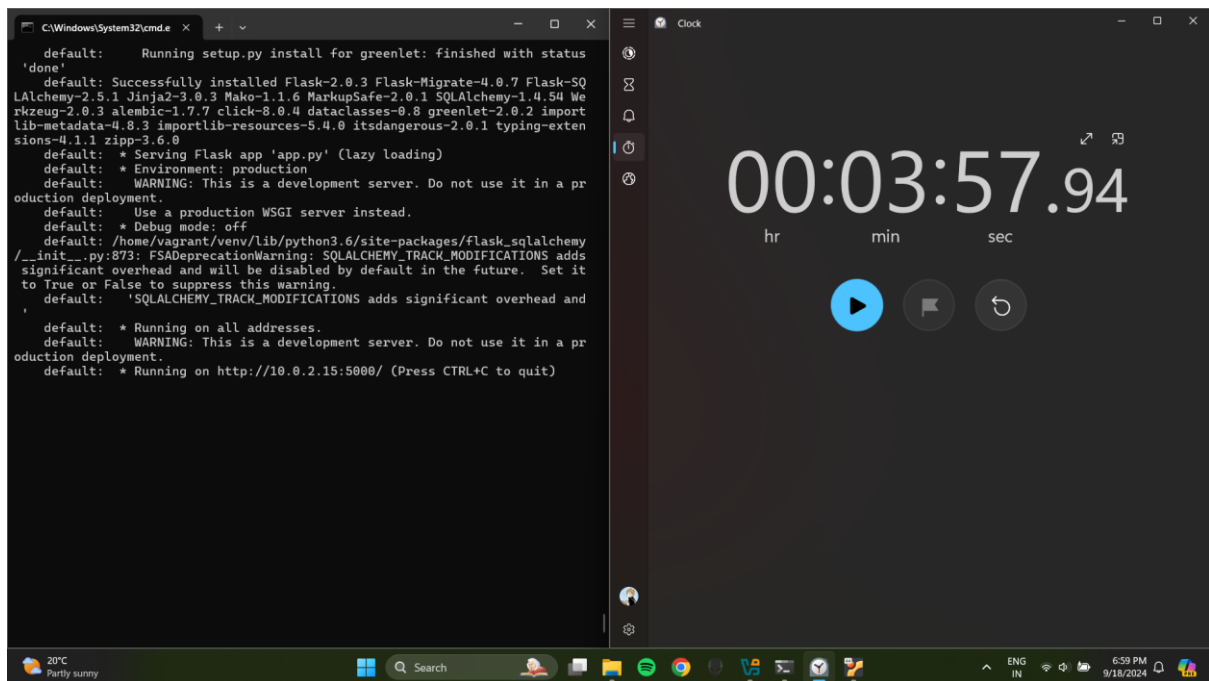 C:\Windows\System32\cmd.e
default:     Running setup.py install for greenlet: finished with status
'done'
default: Successfully installed Flask-2.0.3 Flask-Migrate-4.0.7 Flask-SQ
LAlchemy-2.5.1 Jinja2-3.0.3 Mako-1.1.6 MarkupSafe-2.0.1 SQLAlchemy-1.4.54 We
rkzeug-2.0.3 alembic-1.7.7 click-8.0.4 dataclasses-0.8 greenlet-2.0.2 import
lib-metadata-4.8.3 importlib-resources-5.4.0 itsdangerous-2.0.1 typing-exten
sions-4.1.1 zipp-3.6.0
default:  * Serving Flask app 'app.py' (lazy loading)
default:  * Environment: production
default:    WARNING: This is a development server. Do not use it in a pr
oduction deployment.
default:    Use a production WSGI server instead.
default:  * Debug mode: off
default: /home/vagrant/venv/lib/python3.6/site-packages/flask_sqlalchemy
/__init__.py:873: FSADeprecationWarning: SQLALCHEMY_TRACK_MODIFICATIONS adds
significant overhead and will be disabled by default in the future.  Set it
to True or False to suppress this warning.
default:   'SQLALCHEMY_TRACK_MODIFICATIONS adds significant overhead and
'
default:  * Running on all addresses.
default:    WARNING: This is a development server. Do not use it in a pr
oduction deployment.
default:  * Running on http://10.0.2.15:5000/ (Press CTRL+C to quit)
Clock
00:03:57.94
hr min sec
20°C
Partly sunny
Search
ENG
IN
6:59 PM
9/18/2024